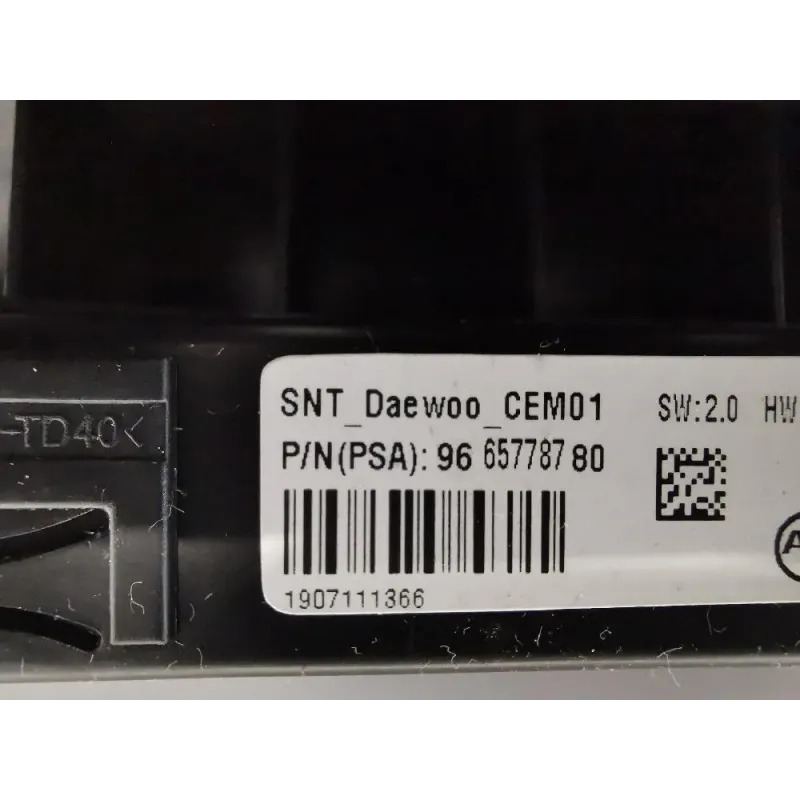 SNT_Daewoo_CEM01 SW:2.0 HW
P/N(PSA): 96 657787 80
1907111366
-TD40<
A